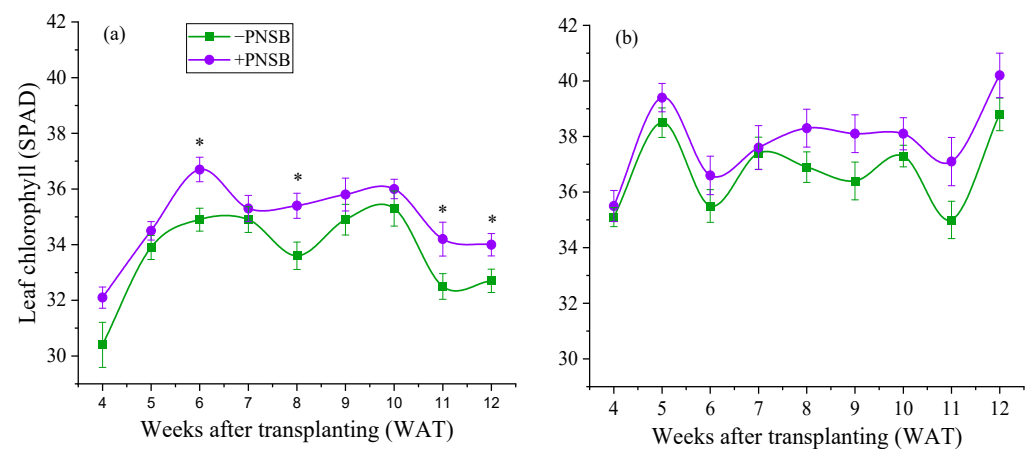 (a)
−PNSB
+PNSB
42
40
38
36
34
32
30
*
*
*
*
4 5 6 7 8 9 10 11 12
Leaf chlorophyll (SPAD)
Weeks after transplanting (WAT)
(b)
42
40
38
36
34
32
30
4 5 6 7 8 9 10 11 12
Weeks after transplanting (WAT)